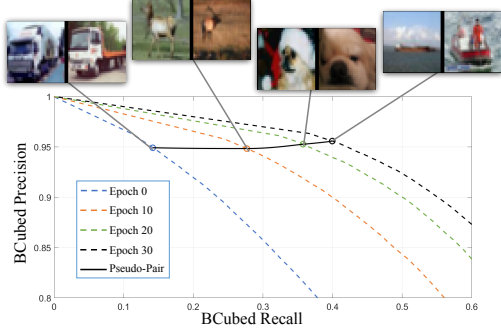 1
0.95
0.9
0.85
0.8
BCubed Precision
Epoch 0
Epoch 10
Epoch 20
Epoch 30
Pseudo-Pair
0
0.1
0.2
0.3
0.4
0.5
0.6
BCubed Recall